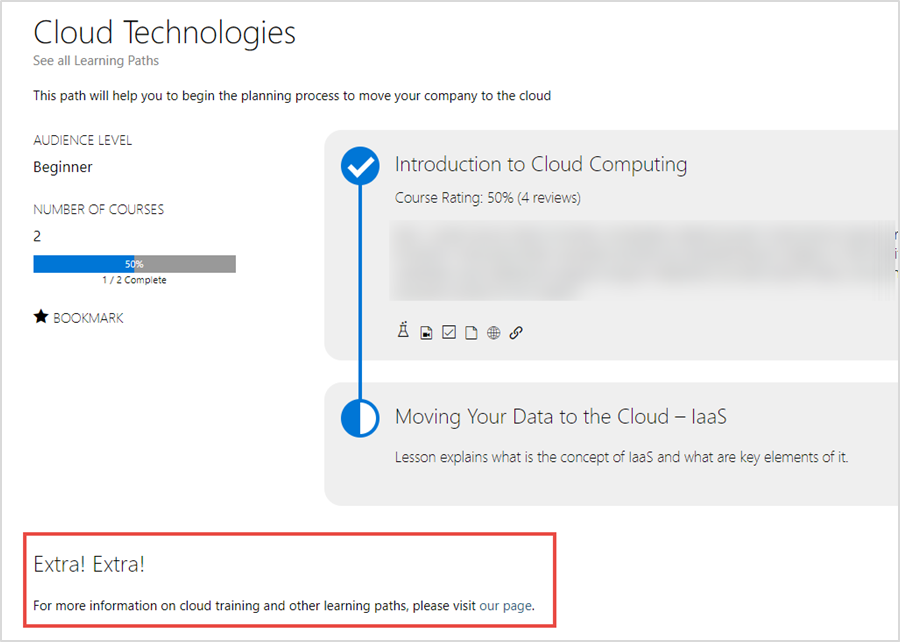 Cloud Technologies
See all Learning Paths
This path will help you to begin the planning process to move your company to the cloud
AUDIENCE LEVEL
Beginner
NUMBER OF COURSES
2
50%
1 / 2 Complete
BOOKMARK
Introduction to Cloud Computing
Course Rating: 50% (4 reviews)
Moving Your Data to the Cloud – IaaS
Lesson explains what is the concept of IaaS and what are key elements of it.
Extra! Extra!
For more information on cloud training and other learning paths, please visit our page.